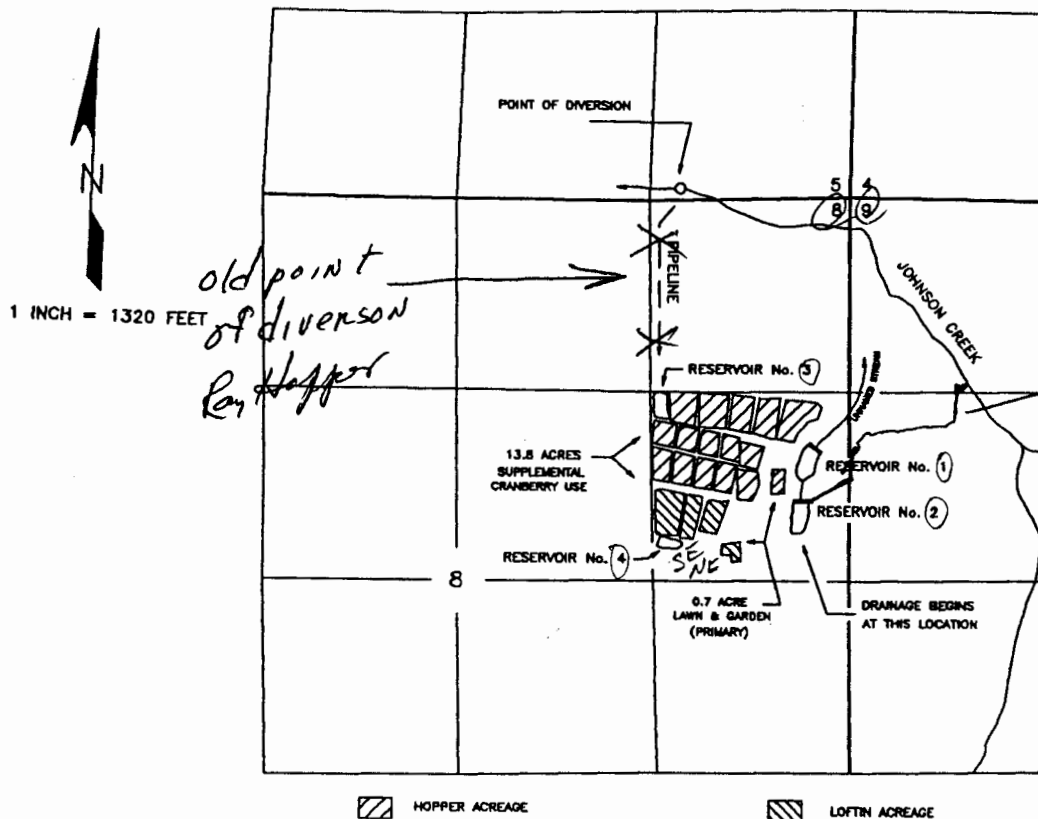 POINT OF DIVERSION
5 4
8 9
N
PIPELINE
old point
of diverson
Ray Hopper
1 INCH = 1320 FEET
JOHNSON CREEK
RESERVOIR No. 3
UNNAMED STREAM
13.8 ACRES
SUPPLEMENTAL
CRANBERRY USE
RESERVOIR No. 1
RESERVOIR No. 2
RESERVOIR No. 4
SE
NE
8
0.7 ACRE
LAWN & GARDEN
(PRIMARY)
DRAINAGE BEGINS
AT THIS LOCATION
HOPPER ACREAGE
LOFTIN ACREAGE